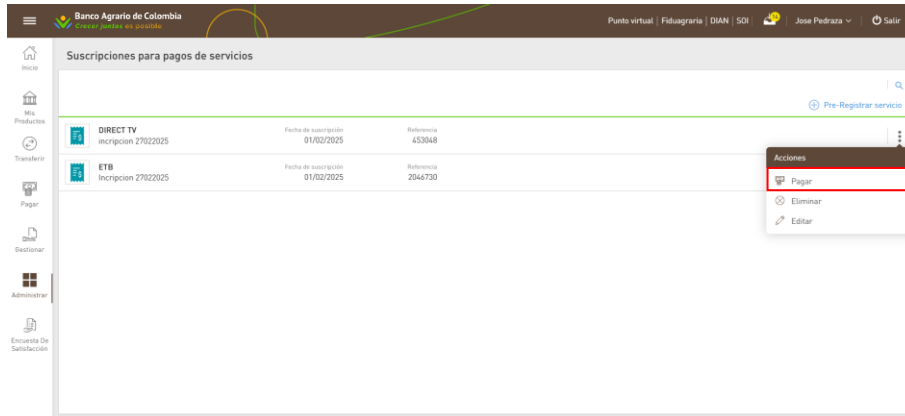 Banco Agrario de Colombia
Crecer juntos es posible
Punto virtual | Fiduagraria | DIAN | SOI | Jose Pedraza | Salir
Inicio
Mis
Productos
Transferir
Pagar
Gestionar
Administrar
Encuesta De
Satisfacción
Suscripciones para pagos de servicios
Pre-Registrar servicio
DIRECT TV
incripcion 27022025
Fecha de suscripción
01/02/2025
Referencia
453048
ETB
Incripcion 27022025
Fecha de suscripción
01/02/2025
Referencia
2046730
Acciones
Pagar
Eliminar
Editar